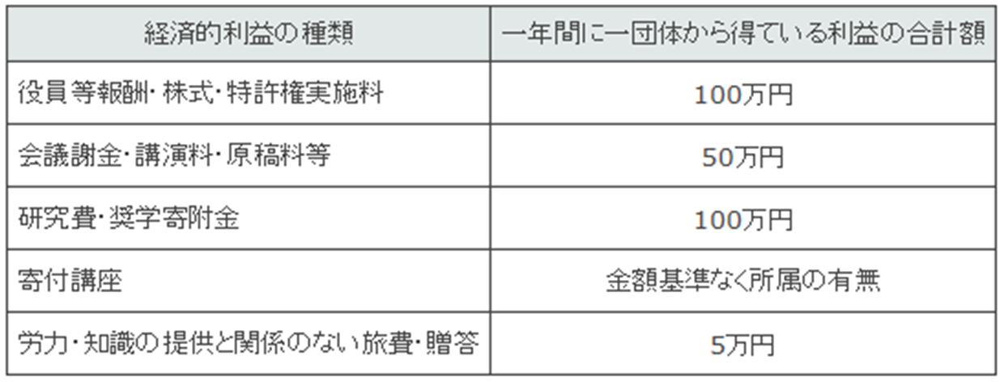 経済的利益の種類 一年間に一団体から得ている利益の合計額
役員等報酬・株式・特許権実施料 100万円
会議謝金・講演料・原稿料等 50万円
研究費・奨学寄附金 100万円
寄付講座 金額基準なく所属の有無
労力・知識の提供と関係のない旅費・贈答 5万円